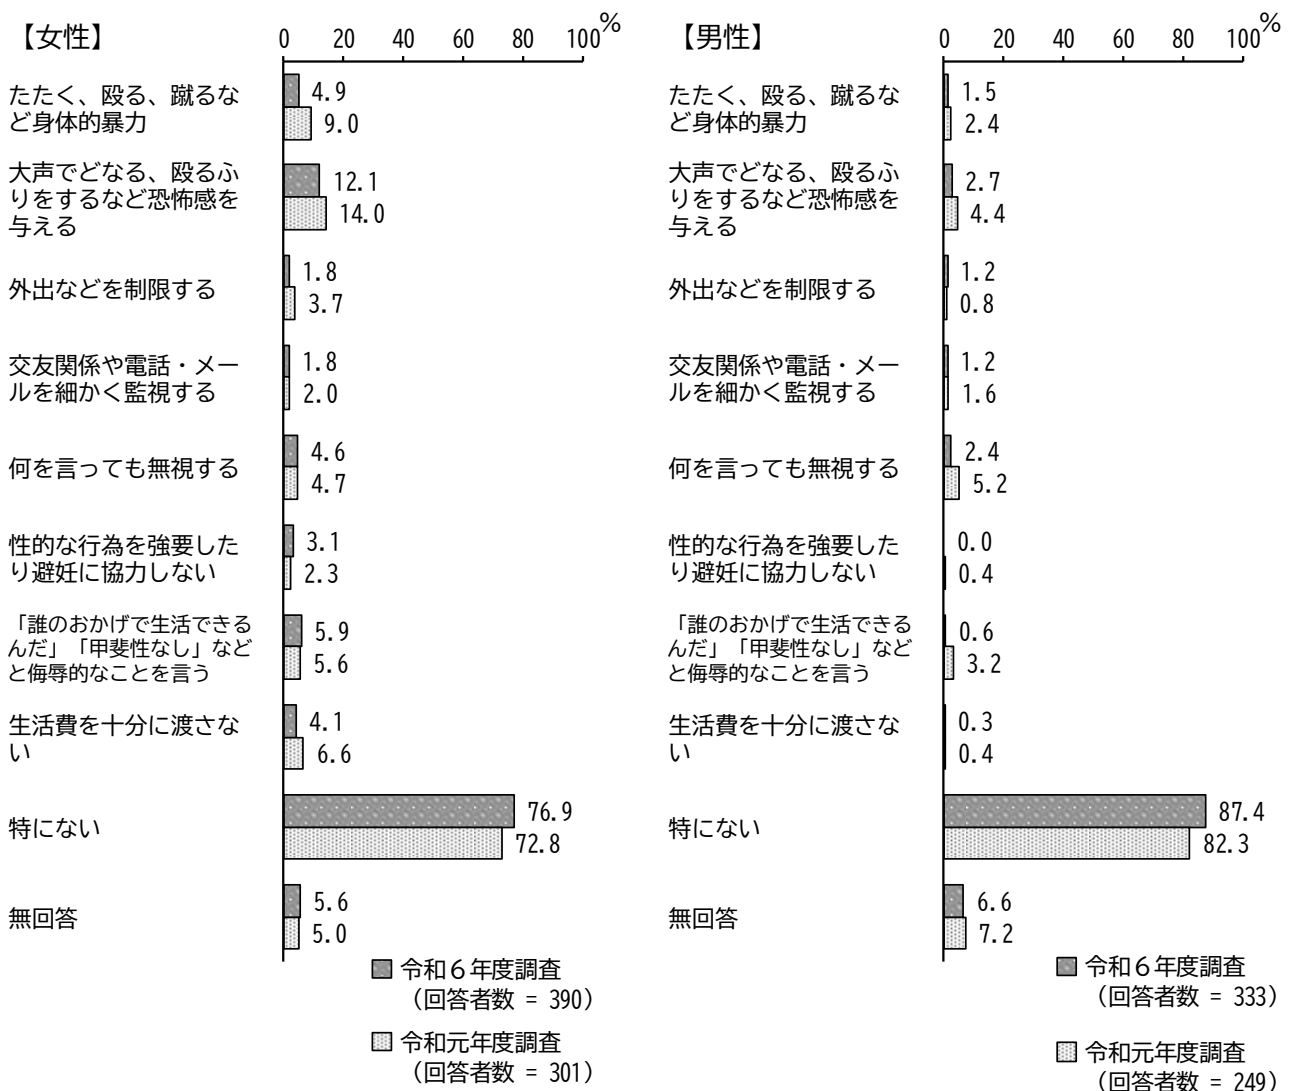 【女性】
0 20 40 60 80 100 %
たたく、殴る、蹴るな
ど身体的暴力
4.9
9.0
大声でどなる、殴るふ
りをするなど恐怖感を
与える
12.1
14.0
外出などを制限する
1.8
3.7
交友関係や電話・メー
ルを細かく監視する
1.8
2.0
何を言っても無視する
4.6
4.7
性的な行為を強要した
り避妊に協力しない
3.1
2.3
「誰のおかげで生活できる
んだ」「甲斐性なし」など
と侮辱的なことを言う
5.9
5.6
生活費を十分に渡さな
い
4.1
6.6
特にない
76.9
72.8
無回答
5.6
5.0
令和6年度調査
（回答者数 = 390）
令和元年度調査
（回答者数 = 301）
【男性】
0 20 40 60 80 100 %
たたく、殴る、蹴るな
ど身体的暴力
1.5
2.4
大声でどなる、殴るふ
りをするなど恐怖感を
与える
2.7
4.4
外出などを制限する
1.2
0.8
交友関係や電話・メー
ルを細かく監視する
1.2
1.6
何を言っても無視する
2.4
5.2
性的な行為を強要した
り避妊に協力しない
0.0
0.4
「誰のおかげで生活できる
んだ」「甲斐性なし」など
と侮辱的なことを言う
0.6
3.2
生活費を十分に渡さな
い
0.3
0.4
特にない
87.4
82.3
無回答
6.6
7.2
令和6年度調査
（回答者数 = 333）
令和元年度調査
（回答者数 = 249）